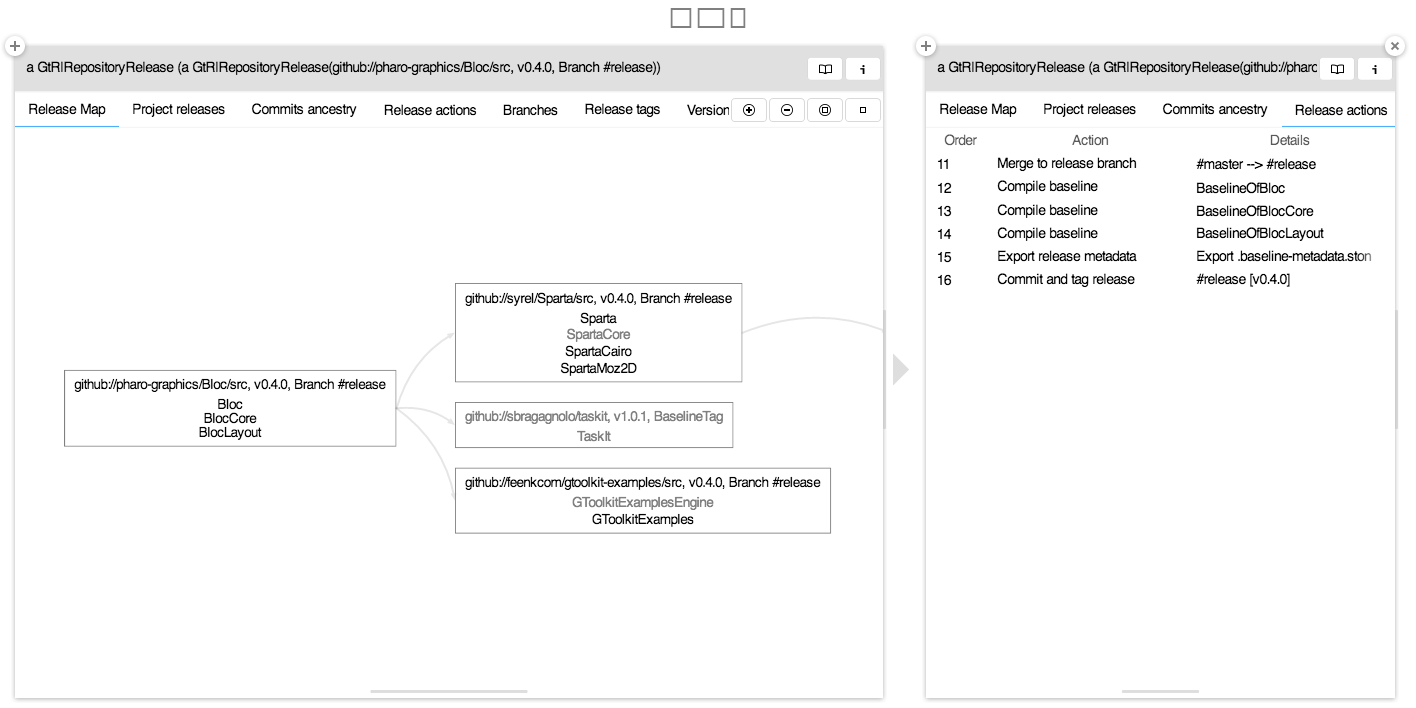 a GtRlRepositoryRelease (a GtRlRepositoryRelease(github://pharo-graphics/Bloc/src, v0.4.0, Branch #release))
Release Map Project releases Commits ancestry Release actions Branches Release tags Version
github://syrel/Sparta/src, v0.4.0, Branch #release
Sparta
SpartaCore
SpartaCairo
SpartaMoz2D
github://pharo-graphics/Bloc/src, v0.4.0, Branch #release
Bloc
BlocCore
BlocLayout
github://sbragagnolo/taskit, v1.0.1, BaselineTag
TaskIt
github://feenkcom/gtoolkit-examples/src, v0.4.0, Branch #release
GToolkitExamplesEngine
GToolkitExamples
a GtRlRepositoryRelease (a GtRlRepositoryRelease(github://pharc
Release Map Project releases Commits ancestry Release actions
Order Action Details
11 Merge to release branch #master --> #release
12 Compile baseline BaselineOfBloc
13 Compile baseline BaselineOfBlocCore
14 Compile baseline BaselineOfBlocLayout
15 Export release metadata Export .baseline-metadata.ston
16 Commit and tag release #release [v0.4.0]